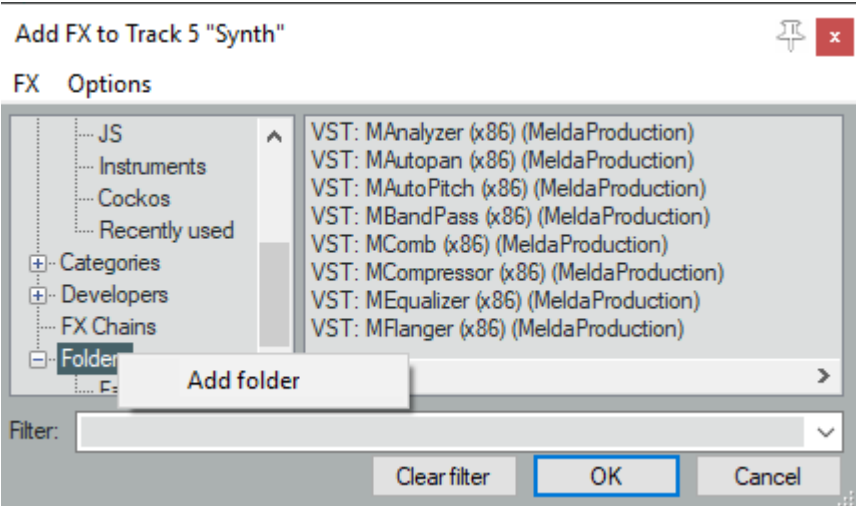 Add FX to Track 5 "Synth"
x
FX Options
JS
Instruments
Cockos
Recently used
Categories
Developers
FX Chains
Folder
VST: MAnalyzer (x86) (MeldaProduction)
VST: MAutopan (x86) (MeldaProduction)
VST: MAutoPitch (x86) (MeldaProduction)
VST: MBandPass (x86) (MeldaProduction)
VST: MComb (x86) (MeldaProduction)
VST: MCompressor (x86) (MeldaProduction)
VST: MEqualizer (x86) (MeldaProduction)
VST: MFlanger (x86) (MeldaProduction)
Add folder
Filter:
Clear filter OK Cancel